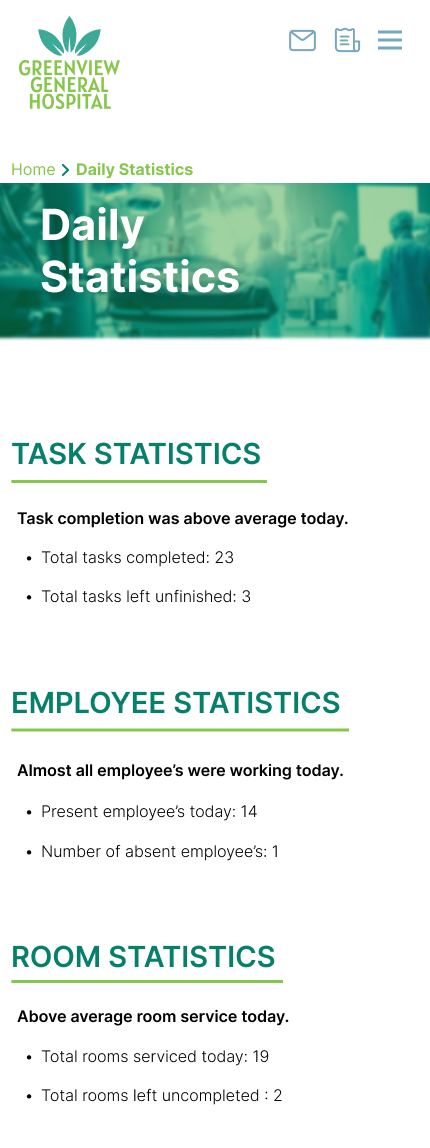 GREENVIEW
GENERAL
HOSPITAL
Home > Daily Statistics
Daily
Statistics
TASK STATISTICS
Task completion was above average today.
• Total tasks completed: 23
• Total tasks left unfinished: 3
EMPLOYEE STATISTICS
Almost all employee’s were working today.
• Present employee’s today: 14
• Number of absent employee’s: 1
ROOM STATISTICS
Above average room service today.
• Total rooms serviced today: 19
• Total rooms left uncompleted : 2